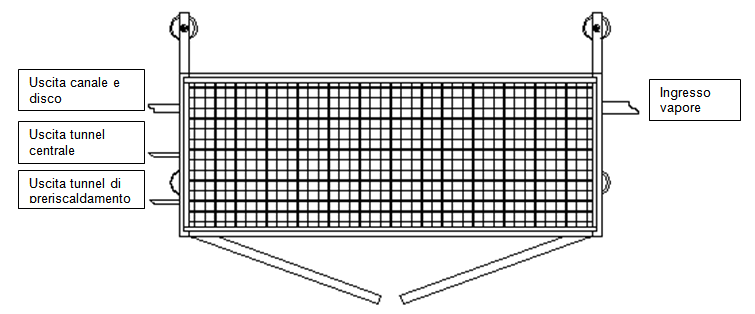 Uscita canale e
disco
Uscita tunnel
centrale
Uscita tunnel di
preriscaldamento
Ingresso
vapore